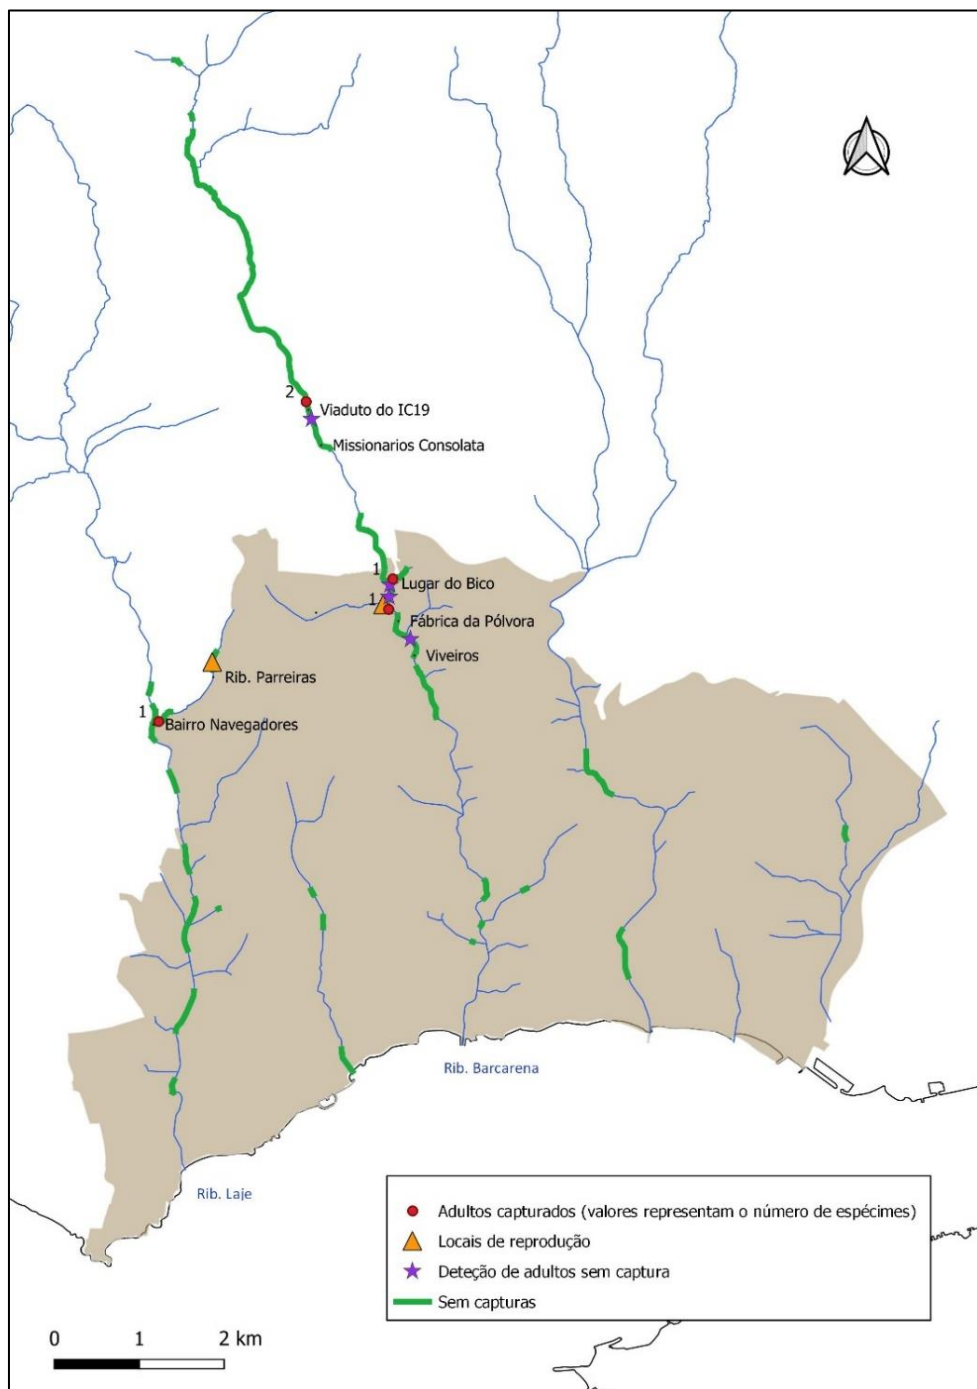 2
Viaduto do IC19
Missionarios Consolata
1
Lugar do Bico
1
Fábrica da Pólvora
Viveiros
Rib. Parreiras
1
Bairro Navegadores
Rib. Barcarena
Rib. Laje
Adultos capturados (valores representam o número de espécimes)
Locais de reprodução
Deteção de adultos sem captura
Sem capturas
0 1 2 km